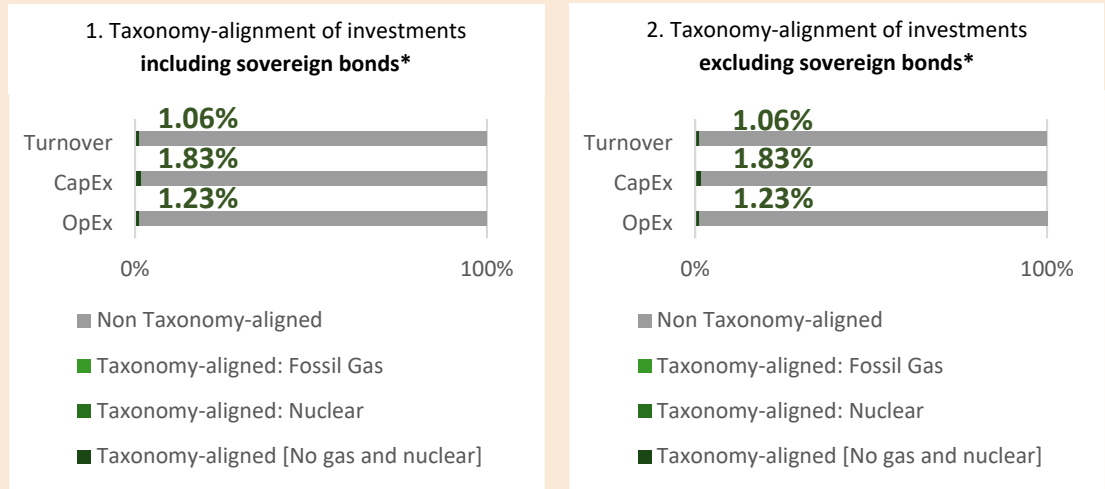 1. Taxonomy-alignment of investments
including sovereign bonds*
1.06%
Turnover
1.83%
CapEx
1.23%
OpEx
0%
100%
Non Taxonomy-aligned
Taxonomy-aligned: Fossil Gas
Taxonomy-aligned: Nuclear
Taxonomy-aligned [No gas and nuclear]
2. Taxonomy-alignment of investments
excluding sovereign bonds*
1.06%
Turnover
1.83%
CapEx
1.23%
OpEx
0%
100%
Non Taxonomy-aligned
Taxonomy-aligned: Fossil Gas
Taxonomy-aligned: Nuclear
Taxonomy-aligned [No gas and nuclear]